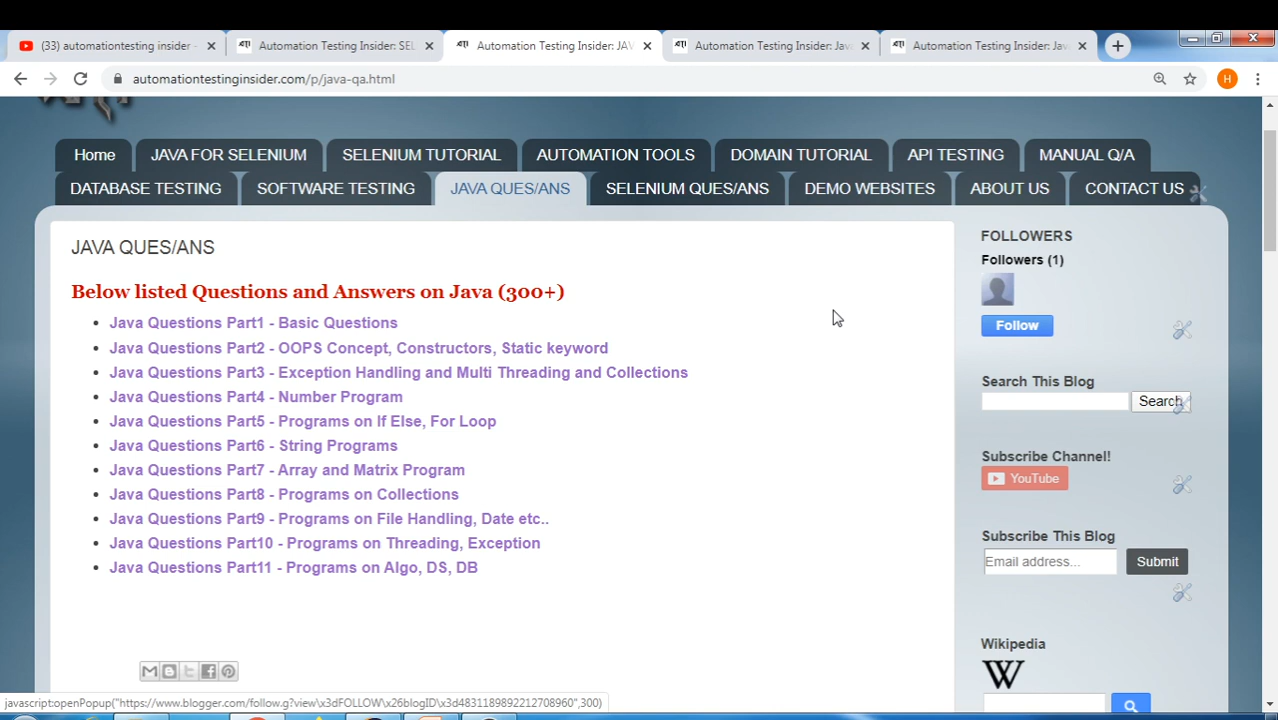 (33) automationtesting insider -
Automation Testing Insider: SEL
Automation Testing Insider: JAV
Automation Testing Insider: Java
Automation Testing Insider: Java
automationtestinginsider.com/p/java-qa.html
H
Home
JAVA FOR SELENIUM
SELENIUM TUTORIAL
AUTOMATION TOOLS
DOMAIN TUTORIAL
API TESTING
MANUAL Q/A
DATABASE TESTING
SOFTWARE TESTING
JAVA QUES/ANS
SELENIUM QUES/ANS
DEMO WEBSITES
ABOUT US
CONTACT US
JAVA QUES/ANS
Below listed Questions and Answers on Java (300+)
Java Questions Part1 - Basic Questions
Java Questions Part2 - OOPS Concept, Constructors, Static keyword
Java Questions Part3 - Exception Handling and Multi Threading and Collections
Java Questions Part4 - Number Program
Java Questions Part5 - Programs on If Else, For Loop
Java Questions Part6 - String Programs
Java Questions Part7 - Array and Matrix Program
Java Questions Part8 - Programs on Collections
Java Questions Part9 - Programs on File Handling, Date etc..
Java Questions Part10 - Programs on Threading, Exception
Java Questions Part11 - Programs on Algo, DS, DB
FOLLOWERS
Followers (1)
Follow
Search This Blog
Search
Subscribe Channel!
YouTube
Subscribe This Blog
Email address...
Submit
Wikipedia
W
javascript:openPopup("https://www.blogger.com/follow.g?view\x3dFOLLOW\x26blogID\x3d4831189892212708960",300)